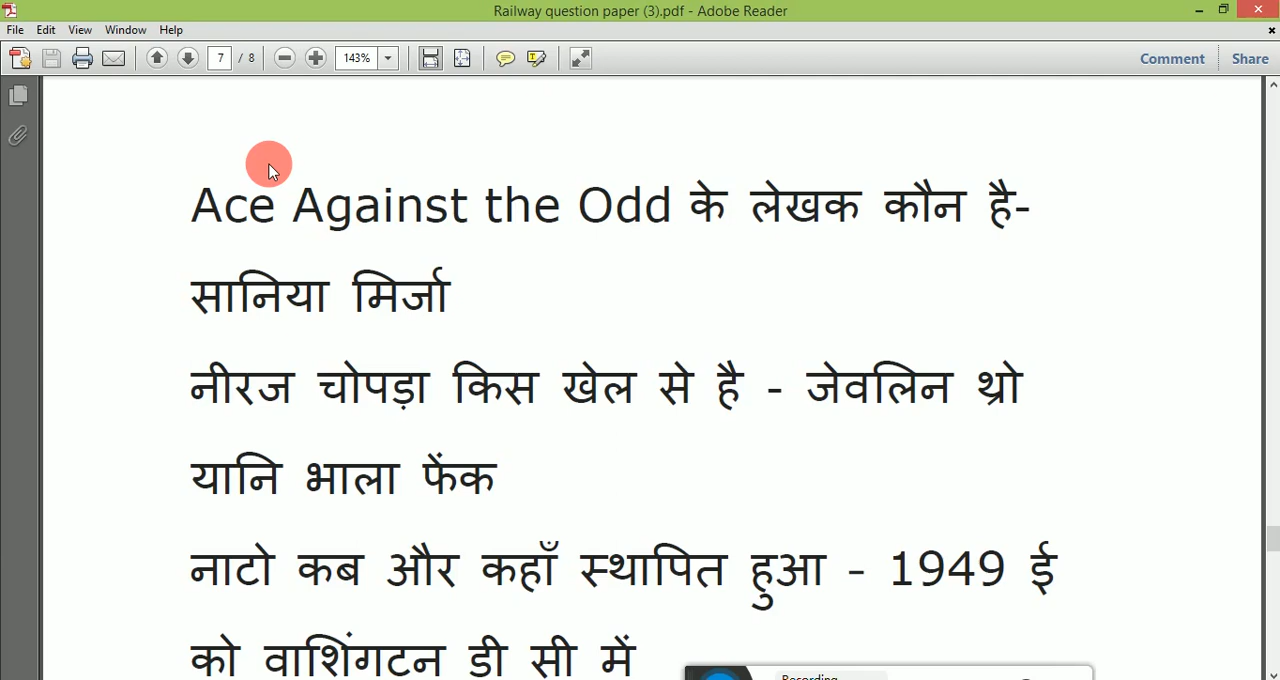 Railway question paper (3).pdf - Adobe Reader
File Edit View Window Help
7 / 8 143% Comment Share
Ace Against the Odd के लेखक कौन है-
सानिया मिर्जा
नीरज चोपड़ा किस खेल से है - जेवलिन थ्रो
यानि भाला फेंक
नाटो कब और कहाँ स्थापित हुआ - 1949 ई
को वाशिंगटन डी सी में
Recording